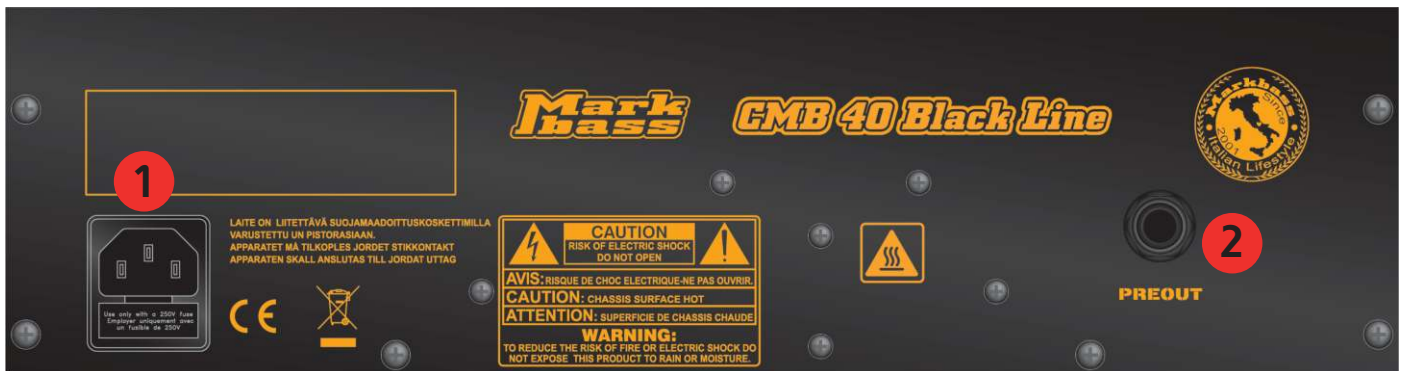 Mark
bass
CMB 40 Black Line
Markbass
Since
2001
Italian Lifestyle
1
LAITE ON LIITETTÄVÄ SUOJAMAADOITTUSKOSKETTIMILLA
VARUSTETTU UN PISTORASIAAN.
APPARATET MÅ TILKOPLES JORDET STIKKONTAKT
APPARATEN SKALL ANSLUTAS TILL JORDAT UTTAG
Use only with a 250V fuse
Employer uniquement avec
un fusible de 250V
CE
CAUTION
RISK OF ELECTRIC SHOCK
DO NOT OPEN
AVIS: RISQUE DE CHOC ELECTRIQUE-NE PAS OUVRIR.
CAUTION: CHASSIS SURFACE HOT
ATTENTION: SUPERFICIE DE CHASSIS CHAUDE
WARNING:
TO REDUCE THE RISK OF FIRE OR ELECTRIC SHOCK DO
NOT EXPOSE THIS PRODUCT TO RAIN OR MOISTURE.
2
PREOUT